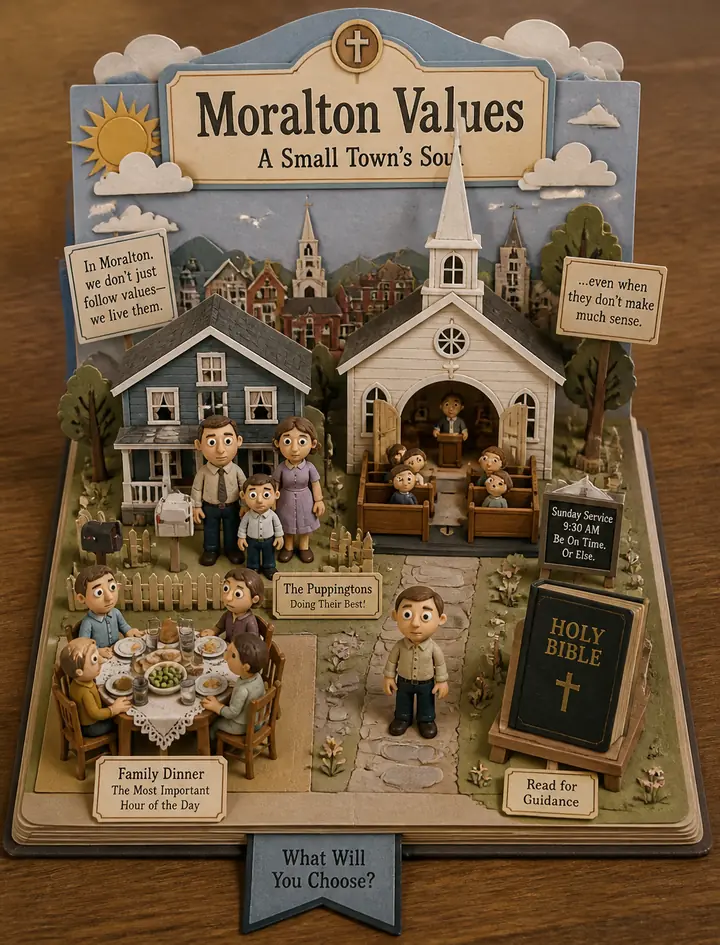 Moralton Values
A Small Town's Soul
In Moralton,
we don't just
follow values—
we live them.
...even when
they don't make
much sense.
Sunday Service
9:30 AM
Be On Time.
Or Else.
The Puppingtons
Doing Their Best!
HOLY
BIBLE
Family Dinner
The Most Important
Hour of the Day
Read for
Guidance
What Will
You Choose?